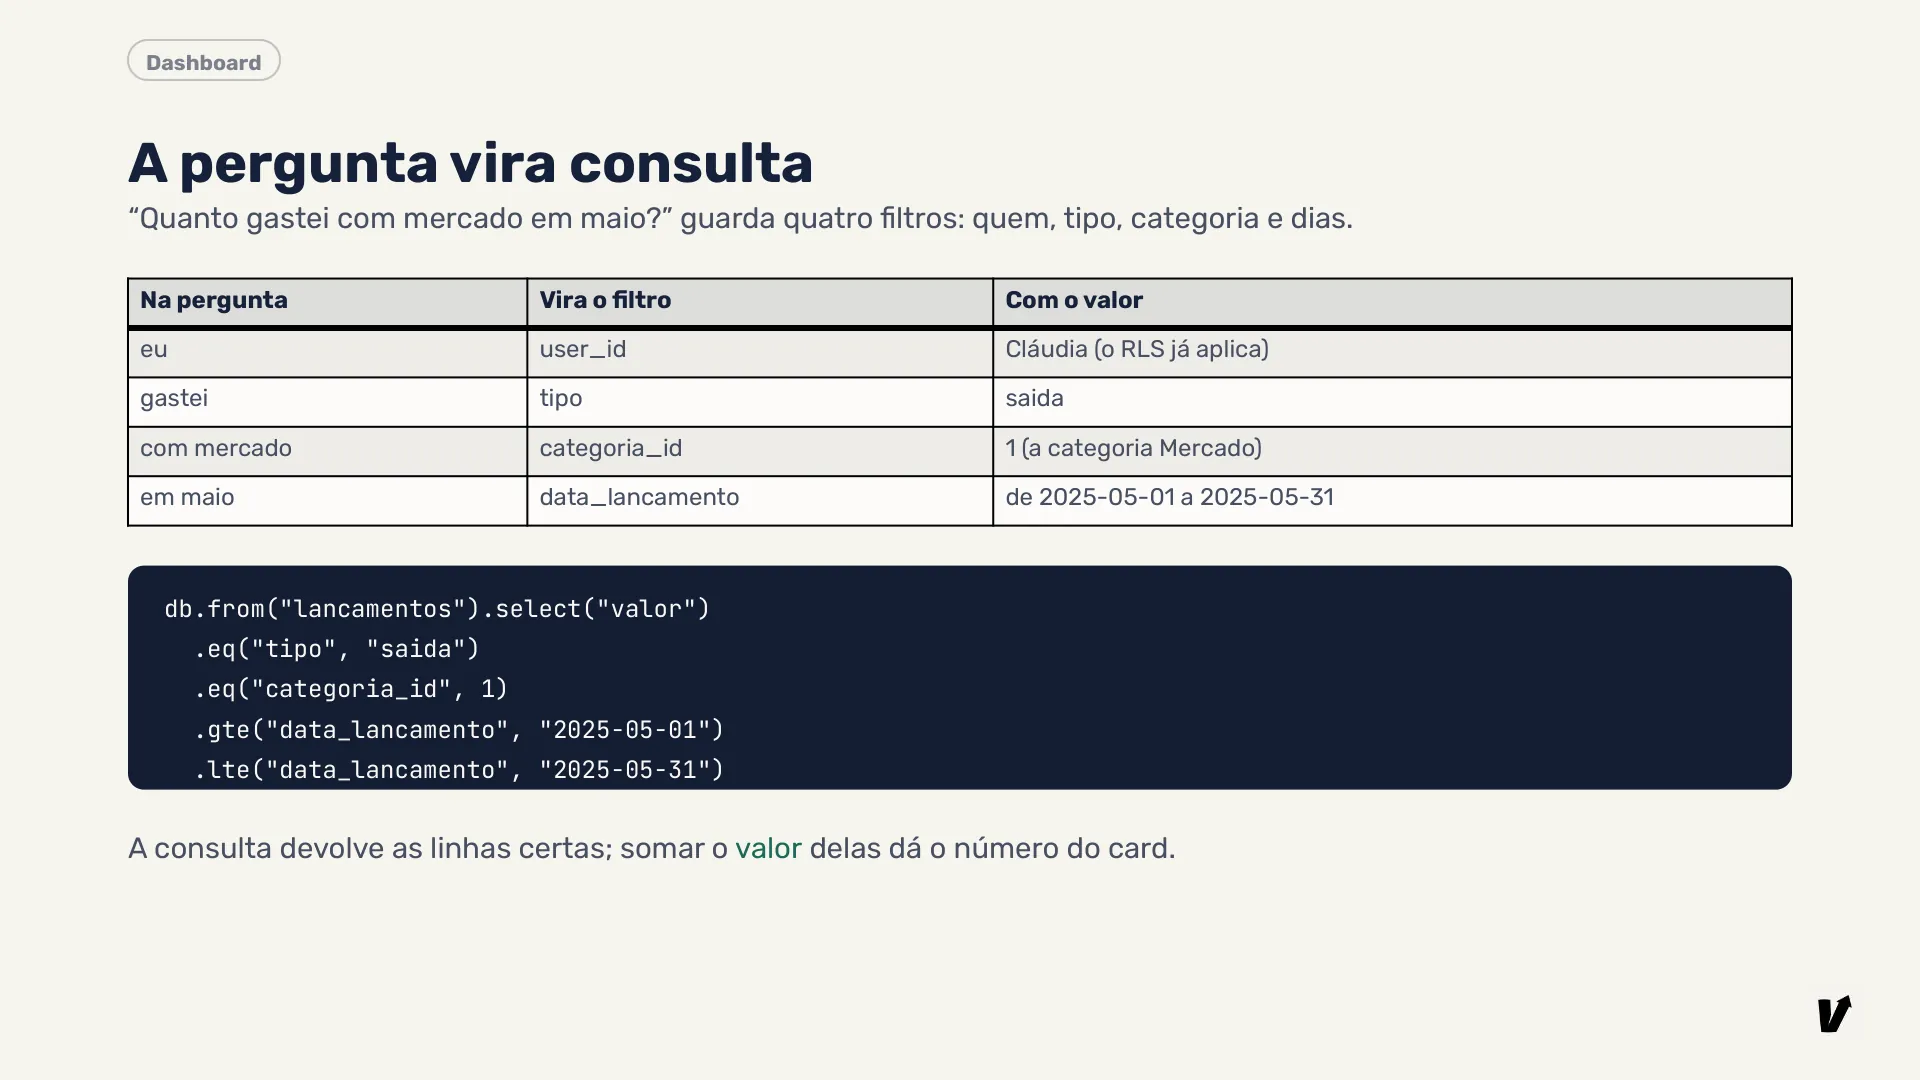 Dashboard
A pergunta vira consulta
“Quanto gastei com mercado em maio?” guarda quatro filtros: quem, tipo, categoria e dias.
Na pergunta Vira o filtro Com o valor
eu user_id Cláudia (o RLS já aplica)
gastei tipo saida
com mercado categoria_id 1 (a categoria Mercado)
em maio data_lancamento de 2025-05-01 a 2025-05-31
db.from("lancamentos").select("valor")
.eq("tipo", "saida")
.eq("categoria_id", 1)
.gte("data_lancamento", "2025-05-01")
.lte("data_lancamento", "2025-05-31")
A consulta devolve as linhas certas; somar o valor delas dá o número do card.